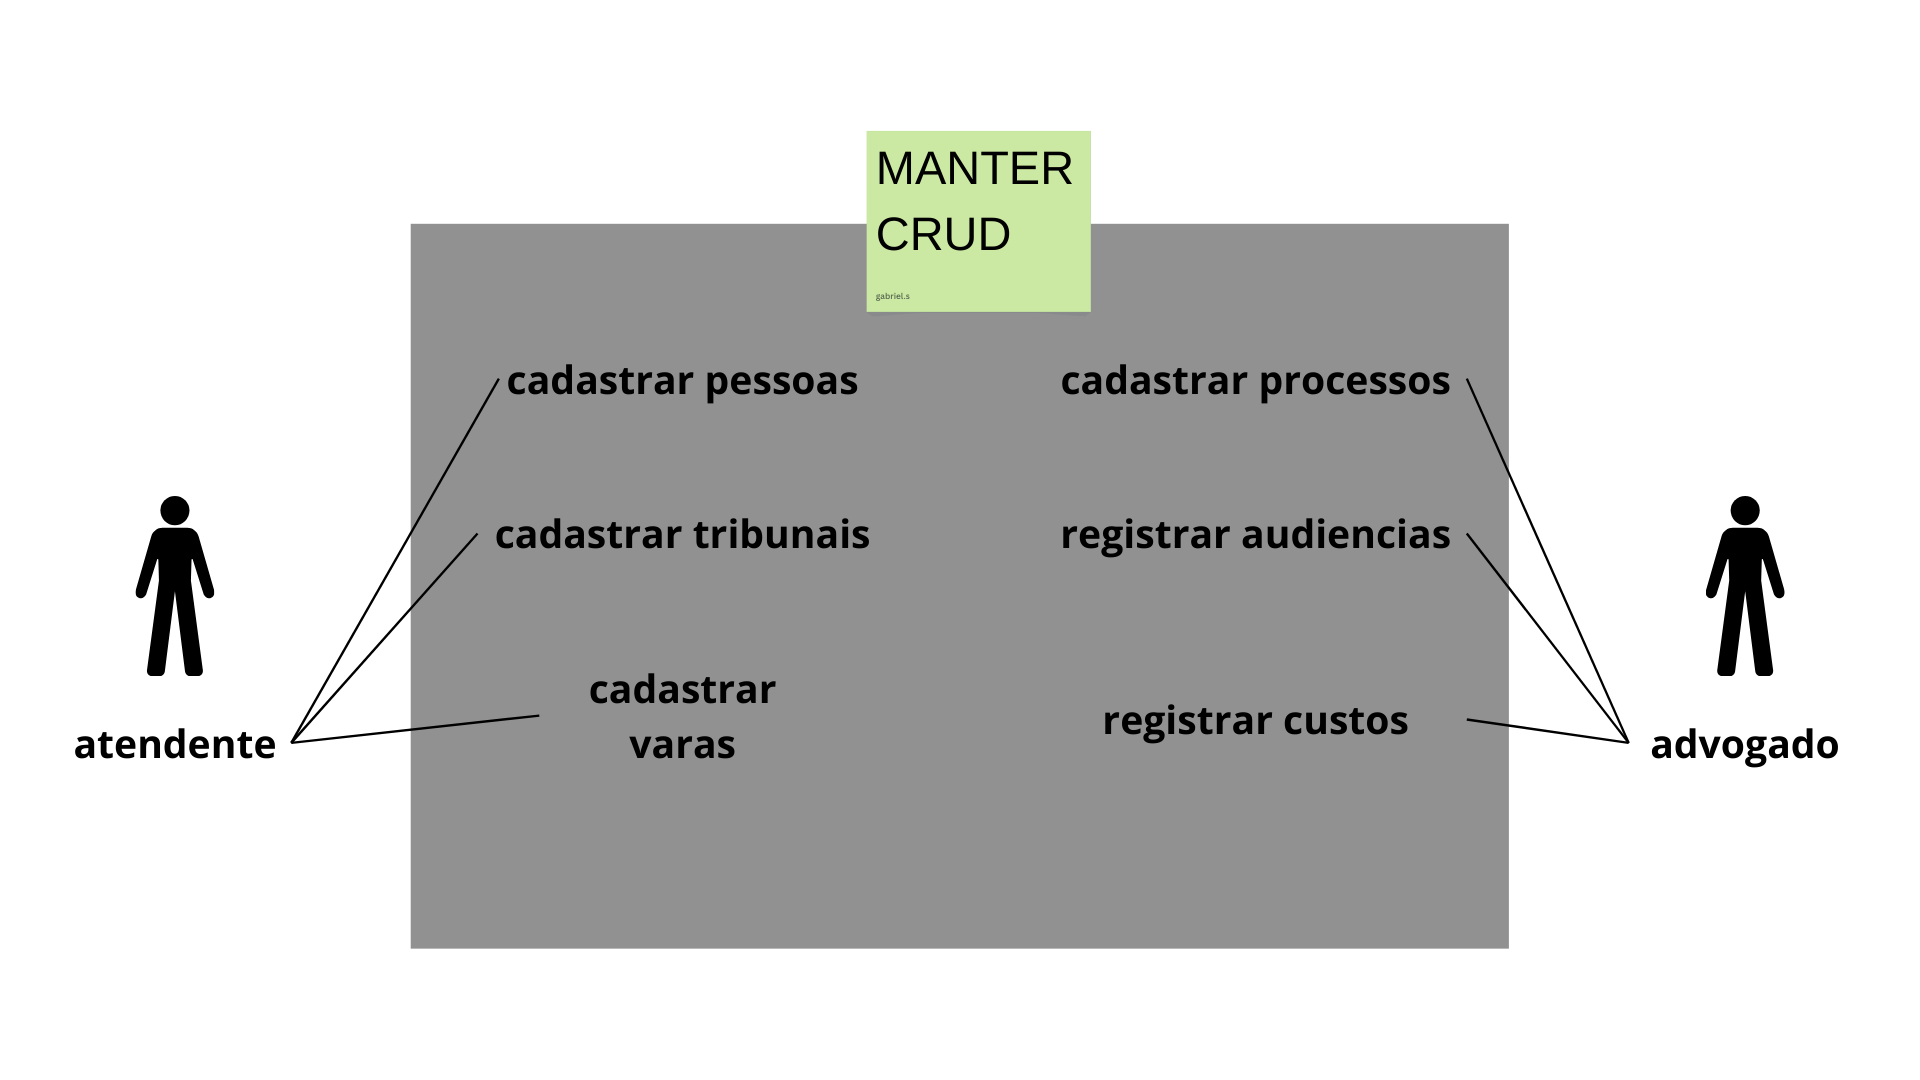 MANTER
CRUD
gabriel.s
cadastrar pessoas
cadastrar processos
cadastrar tribunais
registrar audiencias
cadastrar
varas
registrar custos
atendente
advogado